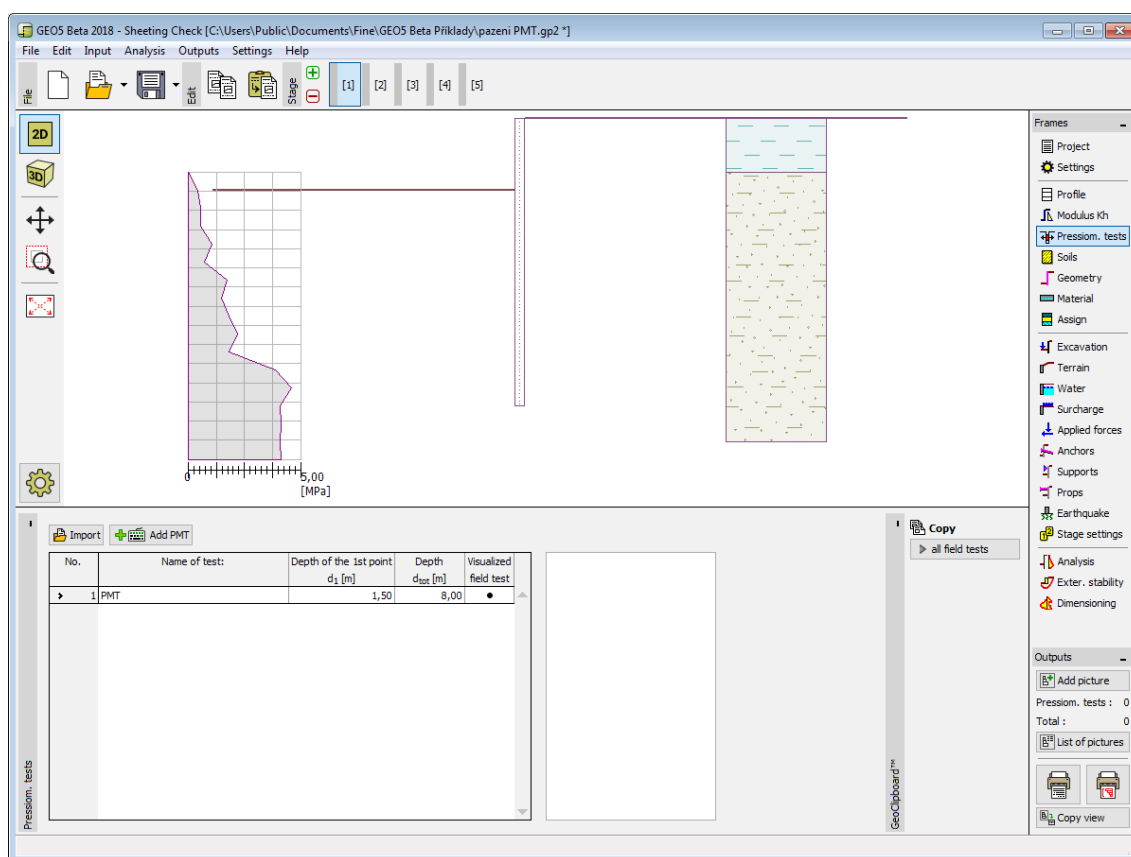 GEO5 Beta 2018 - Sheeting Check [C:\Users\Public\Documents\Fine\GEO5 Beta Příklady\pazeni PMT.gp2 *]
File Edit Input Analysis Outputs Settings Help
File
Edit
Stage
[1] [2] [3] [4] [5]
2D
3D
0
5,00
[MPa]
Frames
Project
Settings
Profile
Modulus Kh
Pressiom. tests
Soils
Geometry
Material
Assign
Excavation
Terrain
Water
Surcharge
Applied forces
Anchors
Supports
Props
Earthquake
Stage settings
Analysis
Exter. stability
Dimensioning
Outputs
Add picture
Pressiom. tests : 0
Total : 0
List of pictures
Copy view
Pressiom. tests
Import Add PMT
No. Name of test: Depth of the 1st point Depth Visualized
d1 [m] dtot [m] field test
1 PMT 1,50 8,00
GeoClipboard™
Copy
all field tests